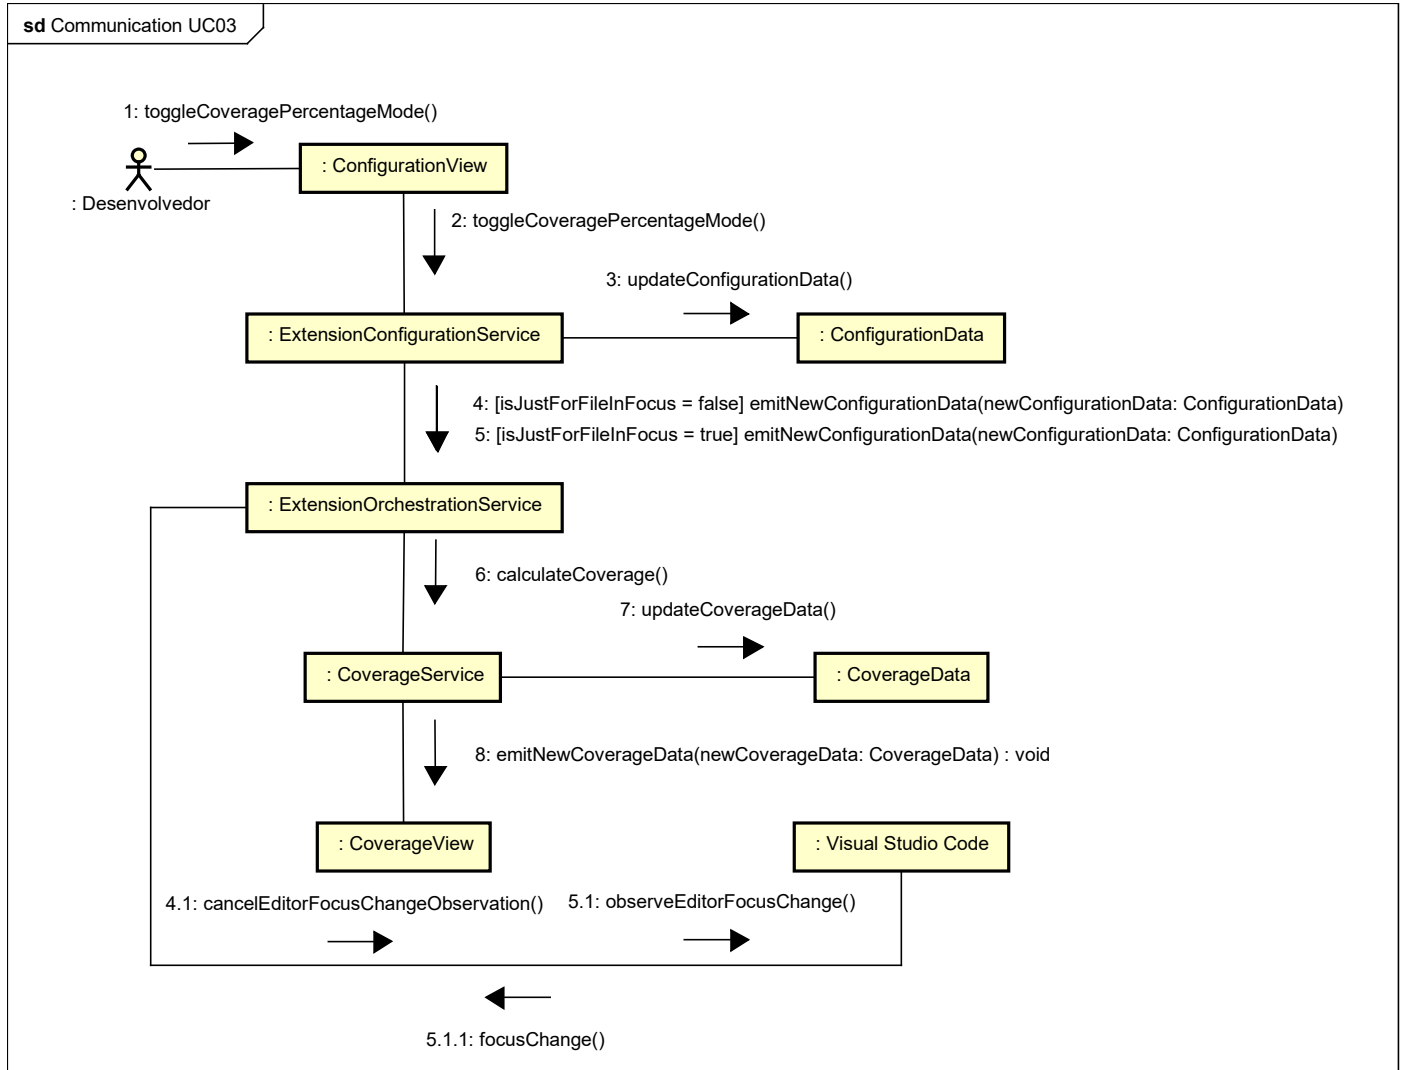 sd Communication UC03
1: toggleCoveragePercentageMode()
: ConfigurationView
: Desenvolvedor
2: toggleCoveragePercentageMode()
3: updateConfigurationData()
: ExtensionConfigurationService
: ConfigurationData
4: [isJustForFileInFocus = false] emitNewConfigurationData(newConfigurationData: ConfigurationData)
5: [isJustForFileInFocus = true] emitNewConfigurationData(newConfigurationData: ConfigurationData)
: ExtensionOrchestrationService
6: calculateCoverage()
7: updateCoverageData()
: CoverageService
: CoverageData
8: emitNewCoverageData(newCoverageData: CoverageData) : void
: CoverageView
: Visual Studio Code
4.1: cancelEditorFocusChangeObservation()
5.1: observeEditorFocusChange()
5.1.1: focusChange()